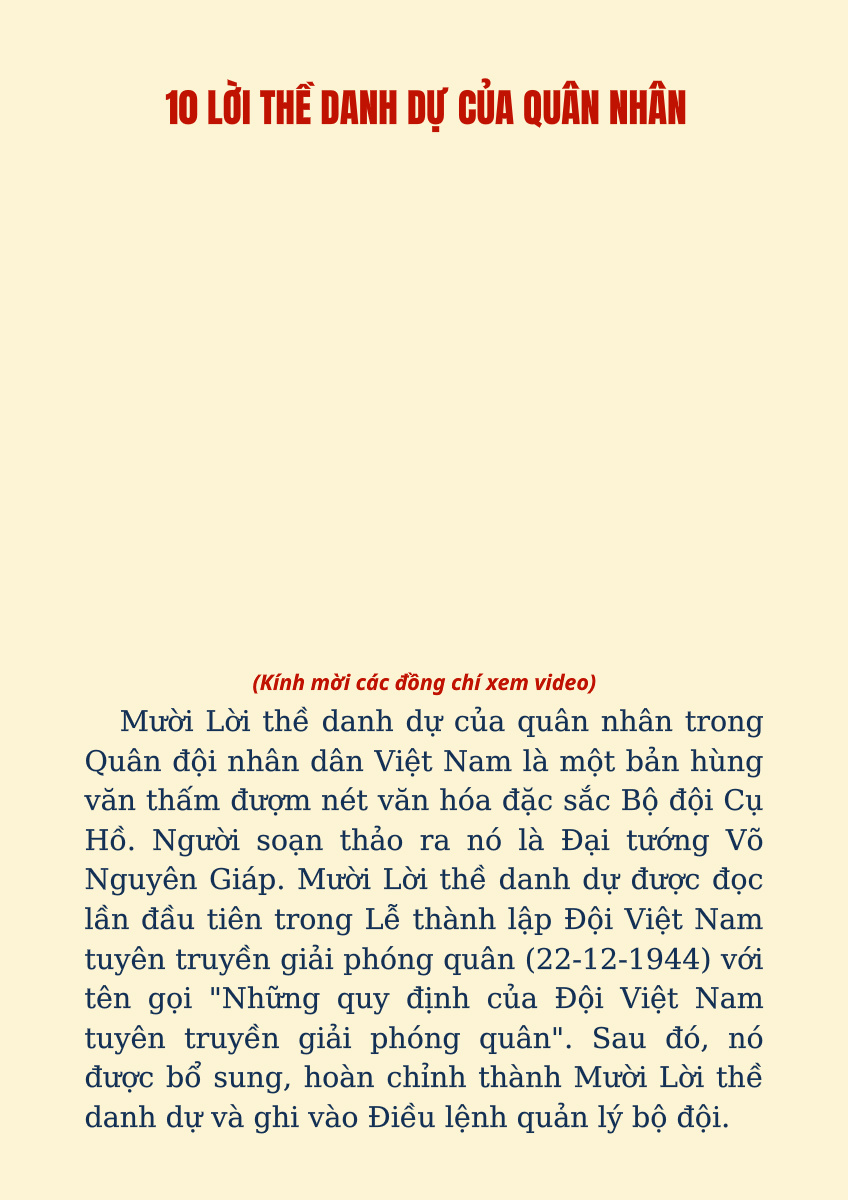 10 LỜI THỀ DANH DỰ CỦA QUÂN NHÂN
(Kính mời các đồng chí xem video)
Mười Lời thề danh dự của quân nhân trong
Quân đội nhân dân Việt Nam là một bản hùng
văn thấm đượm nét văn hóa đặc sắc Bộ đội Cụ
Hồ. Người soạn thảo ra nó là Đại tướng Võ
Nguyên Giáp. Mười Lời thề danh dự được đọc
lần đầu tiên trong Lễ thành lập Đội Việt Nam
tuyên truyền giải phóng quân (22-12-1944) với
tên gọi "Những quy định của Đội Việt Nam
tuyên truyền giải phóng quân". Sau đó, nó
được bổ sung, hoàn chỉnh thành Mười Lời thề
danh dự và ghi vào Điều lệnh quản lý bộ đội.